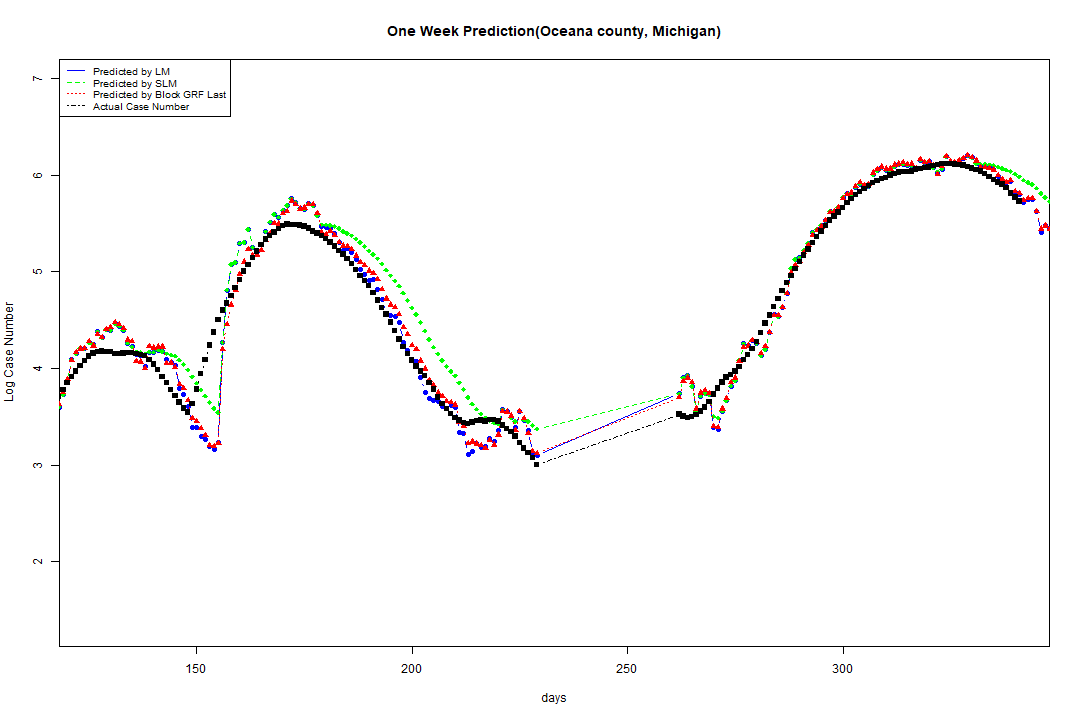 One Week Prediction(Oceana county, Michigan)
Predicted by LM
Predicted by SLM
Predicted by Block GRF Last
Actual Case Number
Log Case Number
7
6
5
4
3
2
150 200 250 300
days